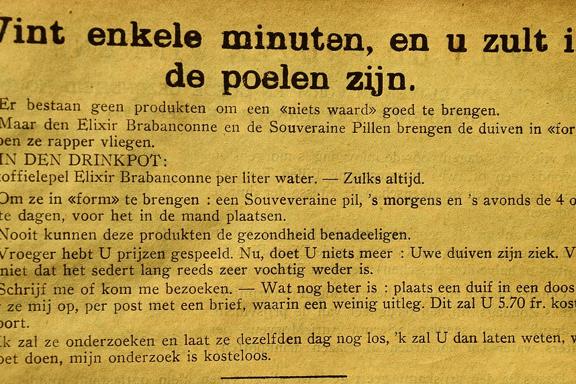 Wint enkele minuten, en u zult i
de poelen zijn.
Er bestaan geen produkten om een «niets waard» goed te brengen.
Maar den Elixir Brabanconne en de Souveraine Pillen brengen de duiven in «for
pen ze rapper vliegen.
IN DEN DRINKPOT:
koffielepel Elixir Brabanconne per liter water. — Zulks altijd.
Om ze in «form» te brengen : een Souveveraine pil, 's morgens en 's avonds de 4 o
te dagen, voor het in de mand plaatsen.
Nooit kunnen deze produkten de gezondheid benadeeligen.
Vroeger hebt U prijzen gespeeld. Nu, doet U niets meer : Uwe duiven zijn ziek. V
niet dat het sedert lang reeds zeer vochtig weder is.
Schrijf me of kom me bezoeken. — Wat nog beter is : plaats een duif in een doos
ze mij op, per post met een brief, waarin een weinig uitleg. Dit zal U 5.70 fr. kost
port.
Ik zal ze onderzoeken en laat ze dezelfden dag nog los, 'k zal U dan laten weten, w
oet doen, mijn onderzoek is kosteloos.